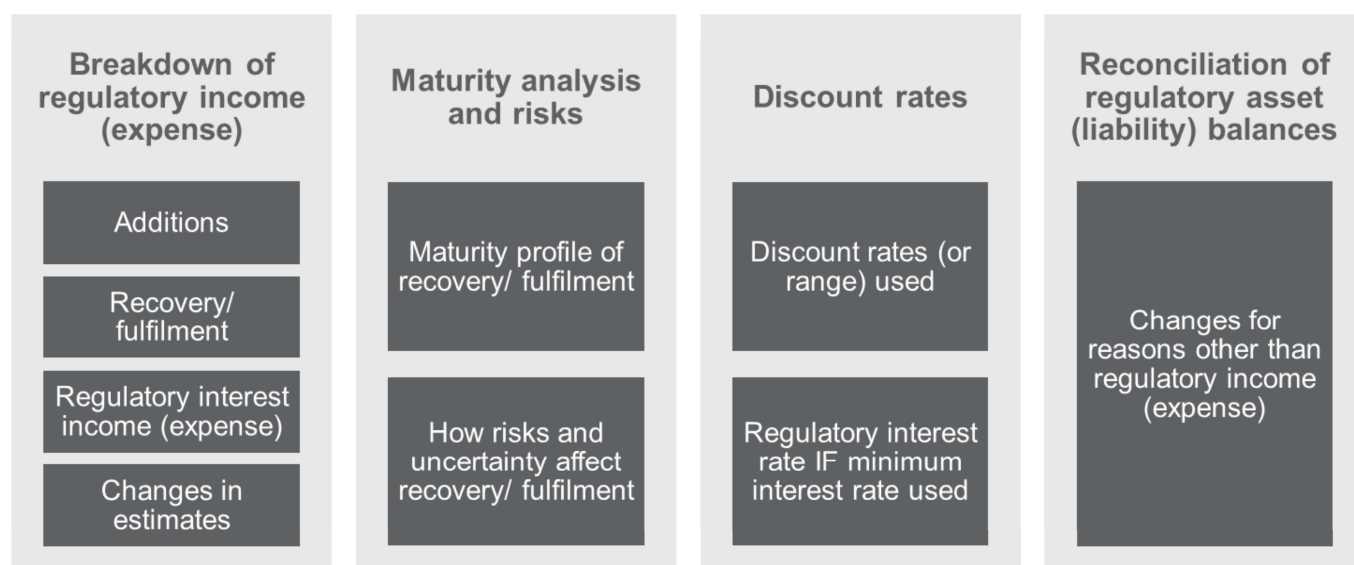 Breakdown of
regulatory income
(expense)
Additions
Recovery/
fulfilment
Regulatory interest
income (expense)
Changes in
estimates
Maturity analysis
and risks
Maturity profile of
recovery/ fulfilment
How risks and
uncertainty affect
recovery/ fulfilment
Discount rates
Discount rates (or
range) used
Regulatory interest
rate IF minimum
interest rate used
Reconciliation of
regulatory asset
(liability) balances
Changes for
reasons other than
regulatory income
(expense)